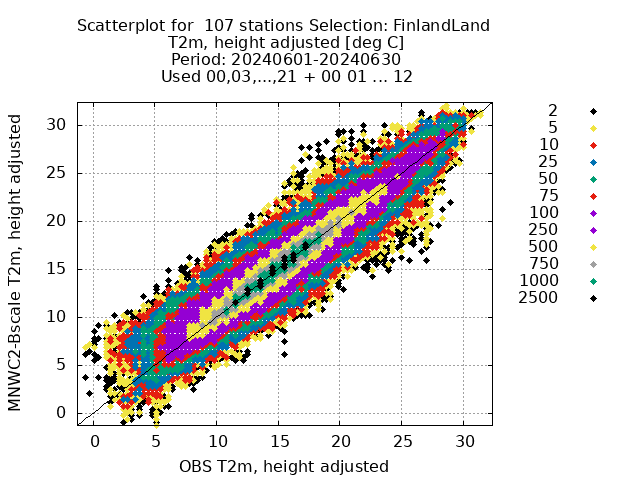 Scatterplot for  107 stations Selection: FinlandLand
T2m, height adjusted [deg C]
Period: 20240601-20240630
Used 00,03,...,21 + 00 01 ... 12
MNWC2-Bscale T2m, height adjusted
30
25
20
15
10
5
0
0 5 10 15 20 25 30
OBS T2m, height adjusted
2
5
10
25
50
75
100
250
500
750
1000
2500